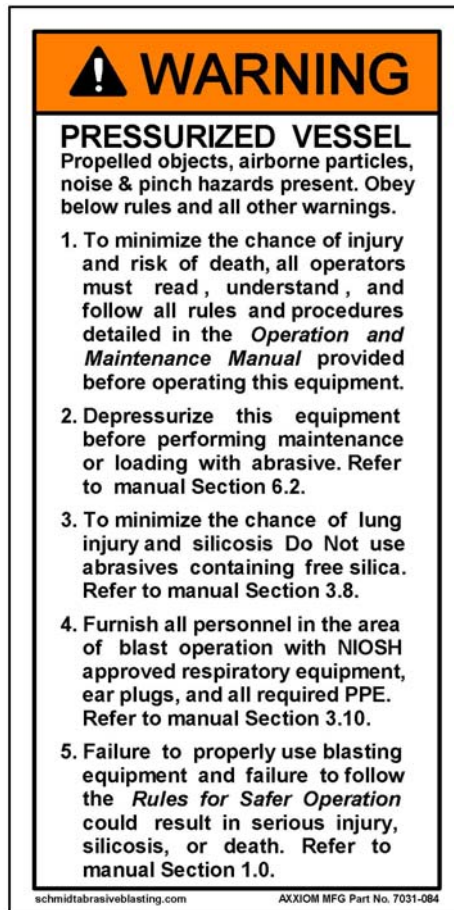 WARNING
PRESSURIZED VESSEL
Propelled objects, airborne particles,
noise & pinch hazards present. Obey
below rules and all other warnings.
1. To minimize the chance of injury
and risk of death, all operators
must read , understand , and
follow all rules and procedures
detailed in the Operation and
Maintenance Manual provided
before operating this equipment.
2. Depressurize this equipment
before performing maintenance
or loading with abrasive. Refer
to manual Section 6.2.
3. To minimize the chance of lung
injury and silicosis Do Not use
abrasives containing free silica.
Refer to manual Section 3.8.
4. Furnish all personnel in the area
of blast operation with NIOSH
approved respiratory equipment,
ear plugs, and all required PPE.
Refer to manual Section 3.10.
5. Failure to properly use blasting
equipment and failure to follow
the Rules for Safer Operation
could result in serious injury,
silicosis, or death. Refer to
manual Section 1.0.
schmidtabrasiveblasting.com AXXIOM MFG Part No. 7031-084